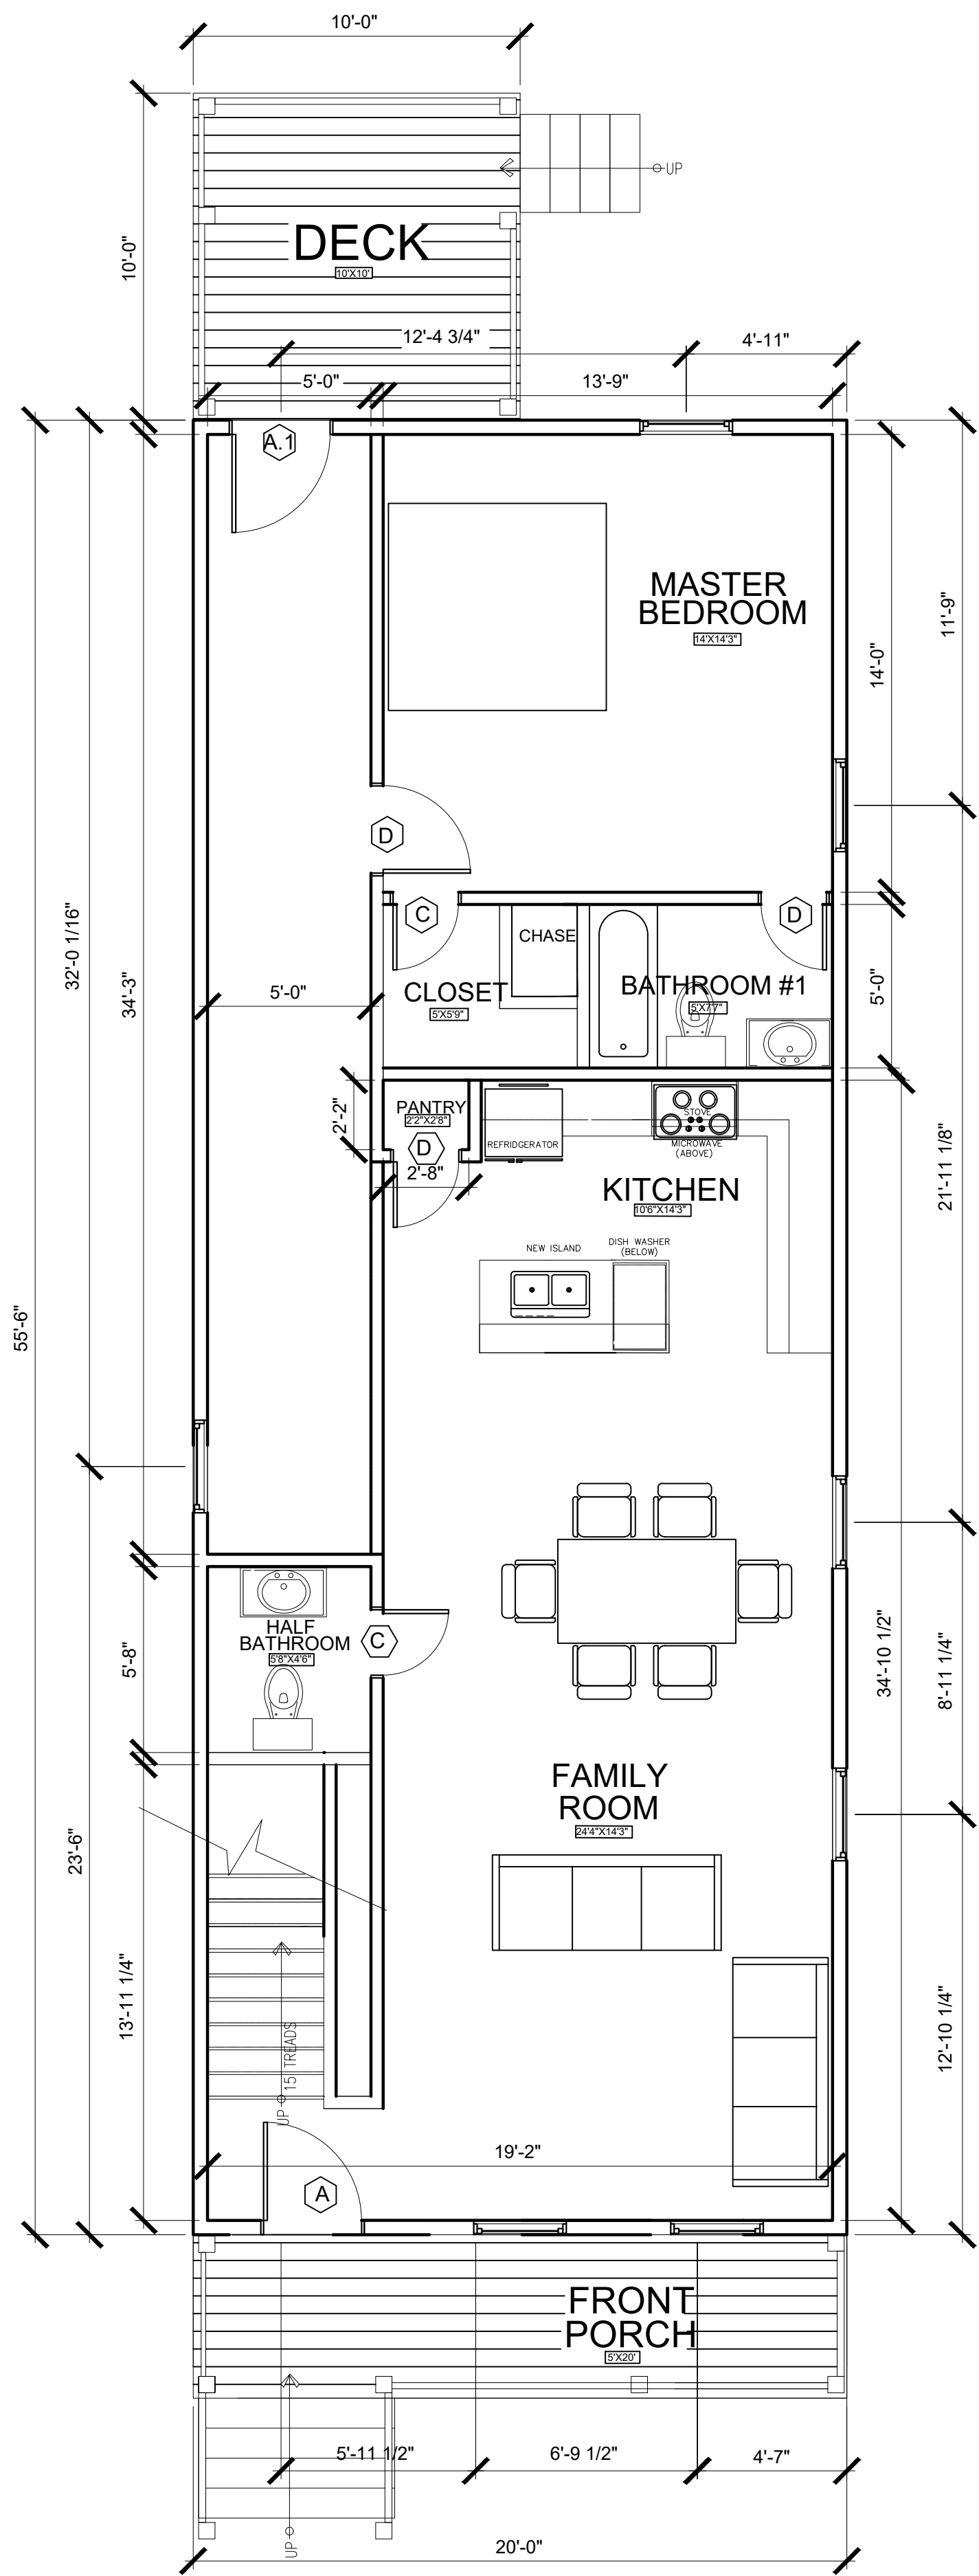 10'-0"
UP
10'-0"
DECK
10'X10'
12'-4 3/4"
4'-11"
5'-0"
13'-9"
A.1
MASTER
BEDROOM
14'X14'3"
11'-9"
14'-0"
D
32'-0 1/16"
34'-3"
C
D
CHASE
5'-0"
CLOSET
5'X5'9"
BATHROOM #1
5'X7'7"
5'-0"
2'-2"
PANTRY
2'2"X2'8"
D
2'-8"
REFRIDGERATOR
STOVE
MICROWAVE
(ABOVE)
KITCHEN
10'6"X14'3"
21'-11 1/8"
NEW ISLAND
DISH WASHER
(BELOW)
55'-6"
HALF
BATHROOM
5'8"X4'6"
C
5'-8"
34'-10 1/2"
8'-11 1/4"
FAMILY
ROOM
24'4"X14'3"
23'-6"
13'-11 1/4"
12'-10 1/4"
UP 15 TREADS
19'-2"
A
FRONT
PORCH
5'X20'
5'-11 1/2"
6'-9 1/2"
4'-7"
UP
20'-0"